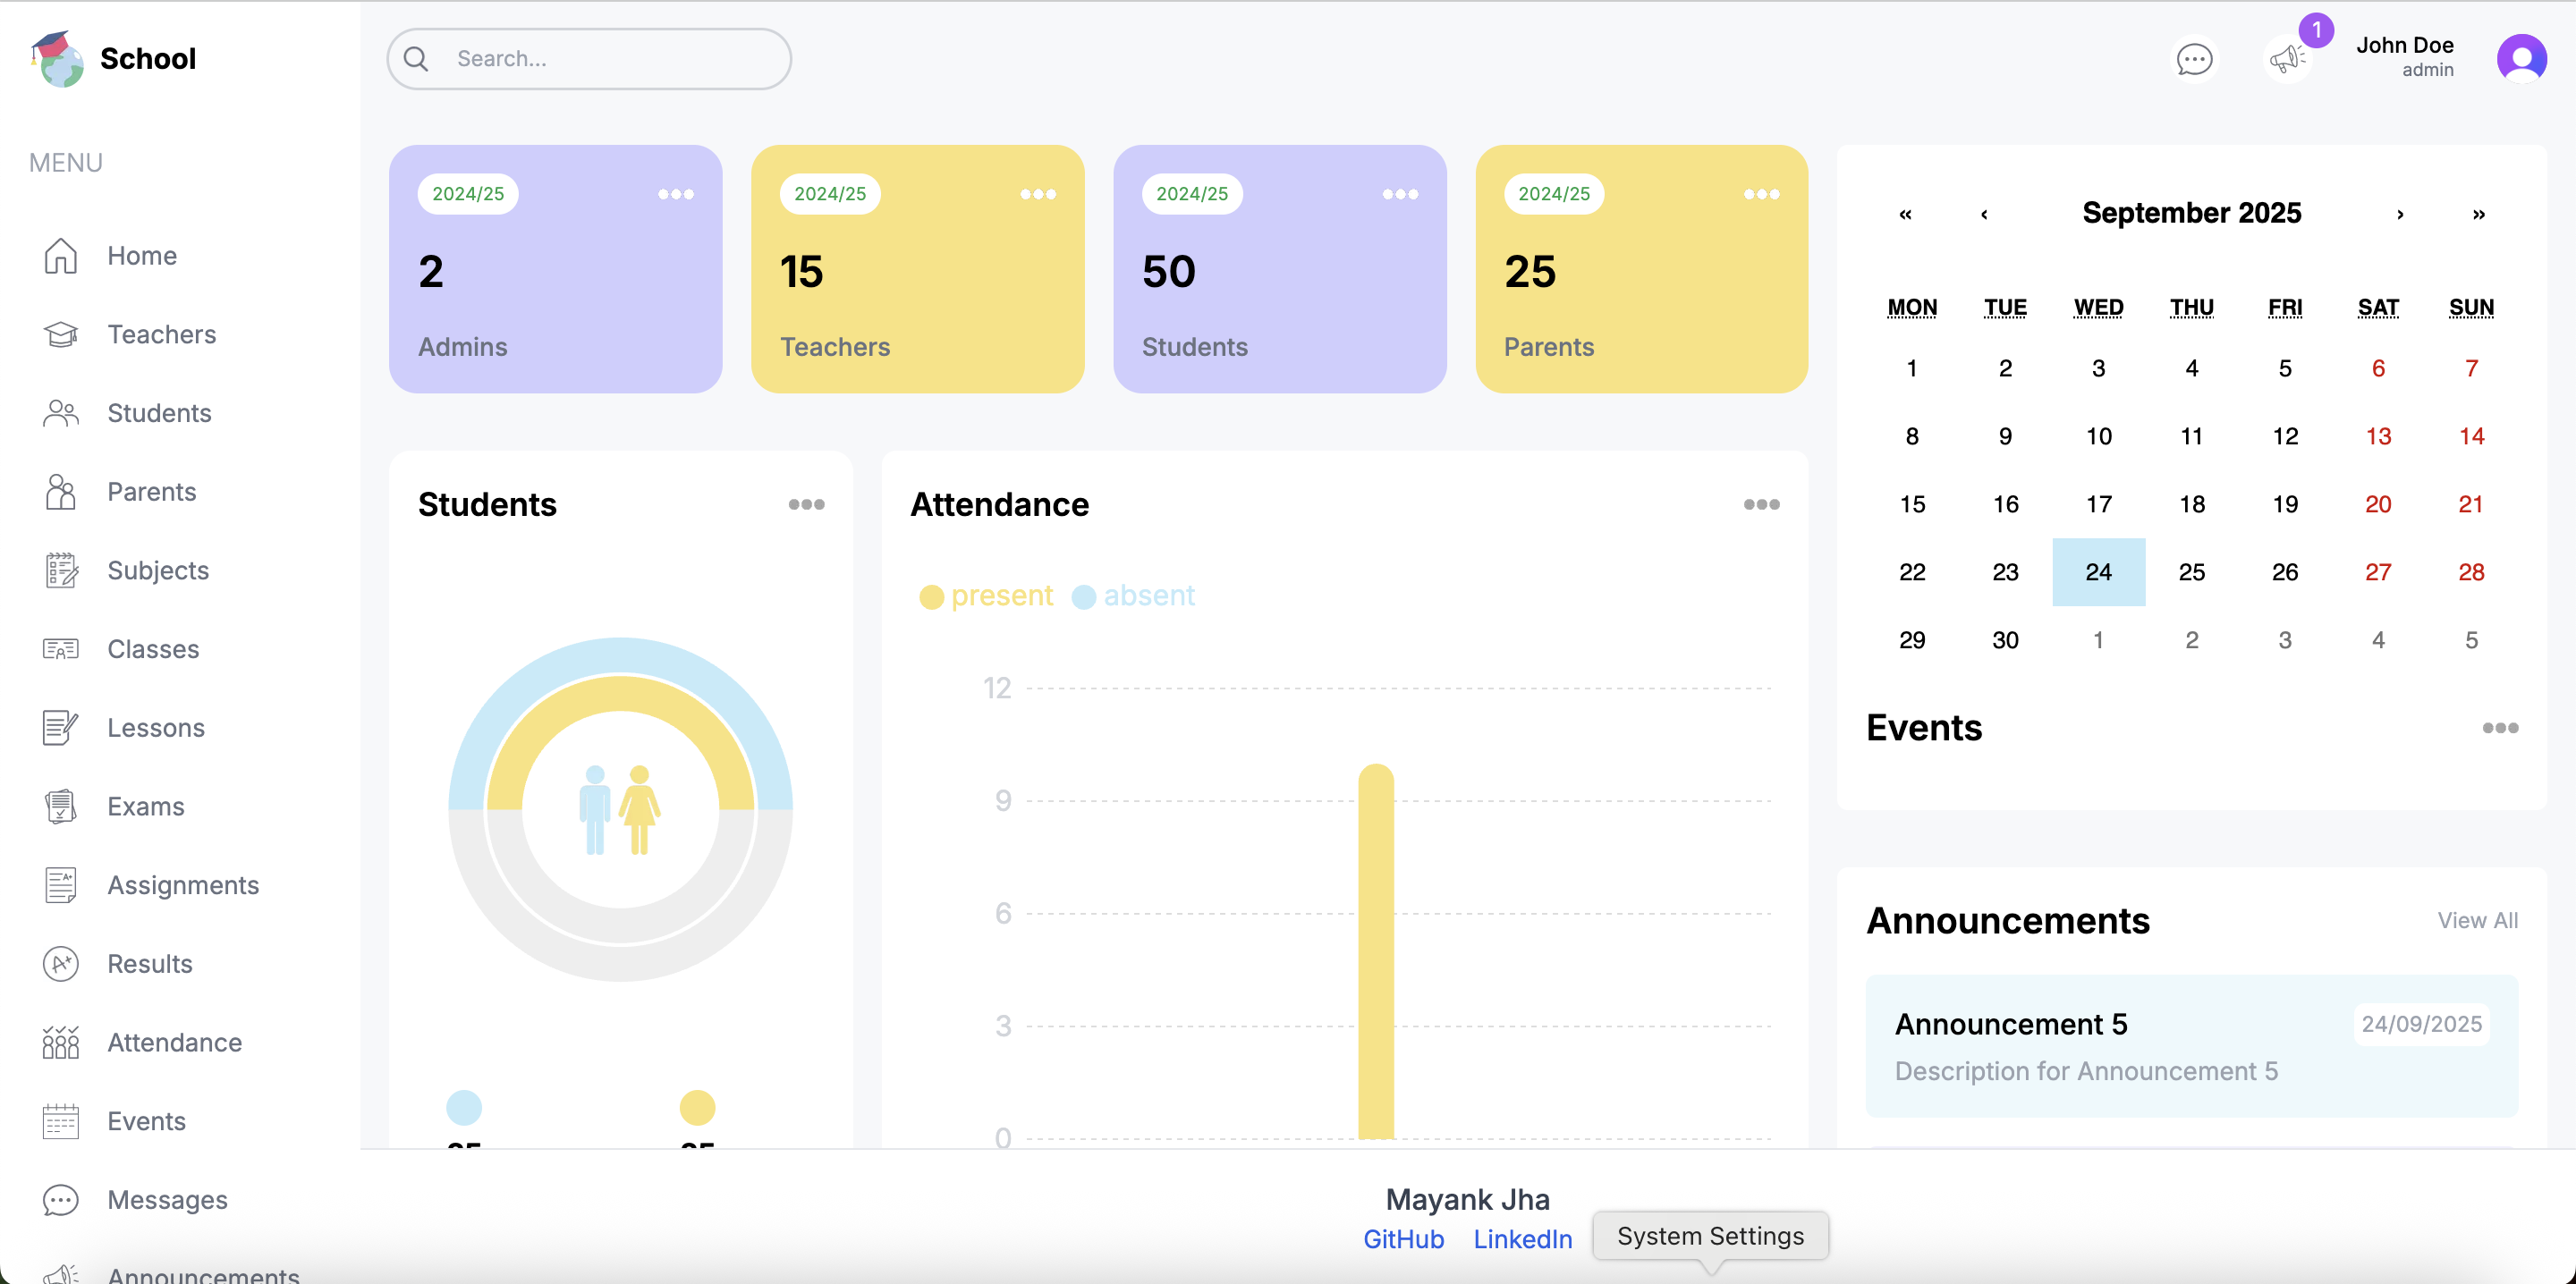 School
Search...
1
John Doe
admin
MENU
Home
Teachers
Students
Parents
Subjects
Classes
Lessons
Exams
Assignments
Results
Attendance
Events
Messages
Announcements
2024/25
2
Admins
2024/25
15
Teachers
2024/25
50
Students
2024/25
25
Parents
Students
Attendance
present absent
12
9
6
3
0
« ‹ September 2025 › »
MON TUE WED THU FRI SAT SUN
1 2 3 4 5 6 7
8 9 10 11 12 13 14
15 16 17 18 19 20 21
22 23 24 25 26 27 28
29 30 1 2 3 4 5
Events
Announcements View All
Announcement 5 24/09/2025
Description for Announcement 5
Mayank Jha
GitHub LinkedIn
System Settings